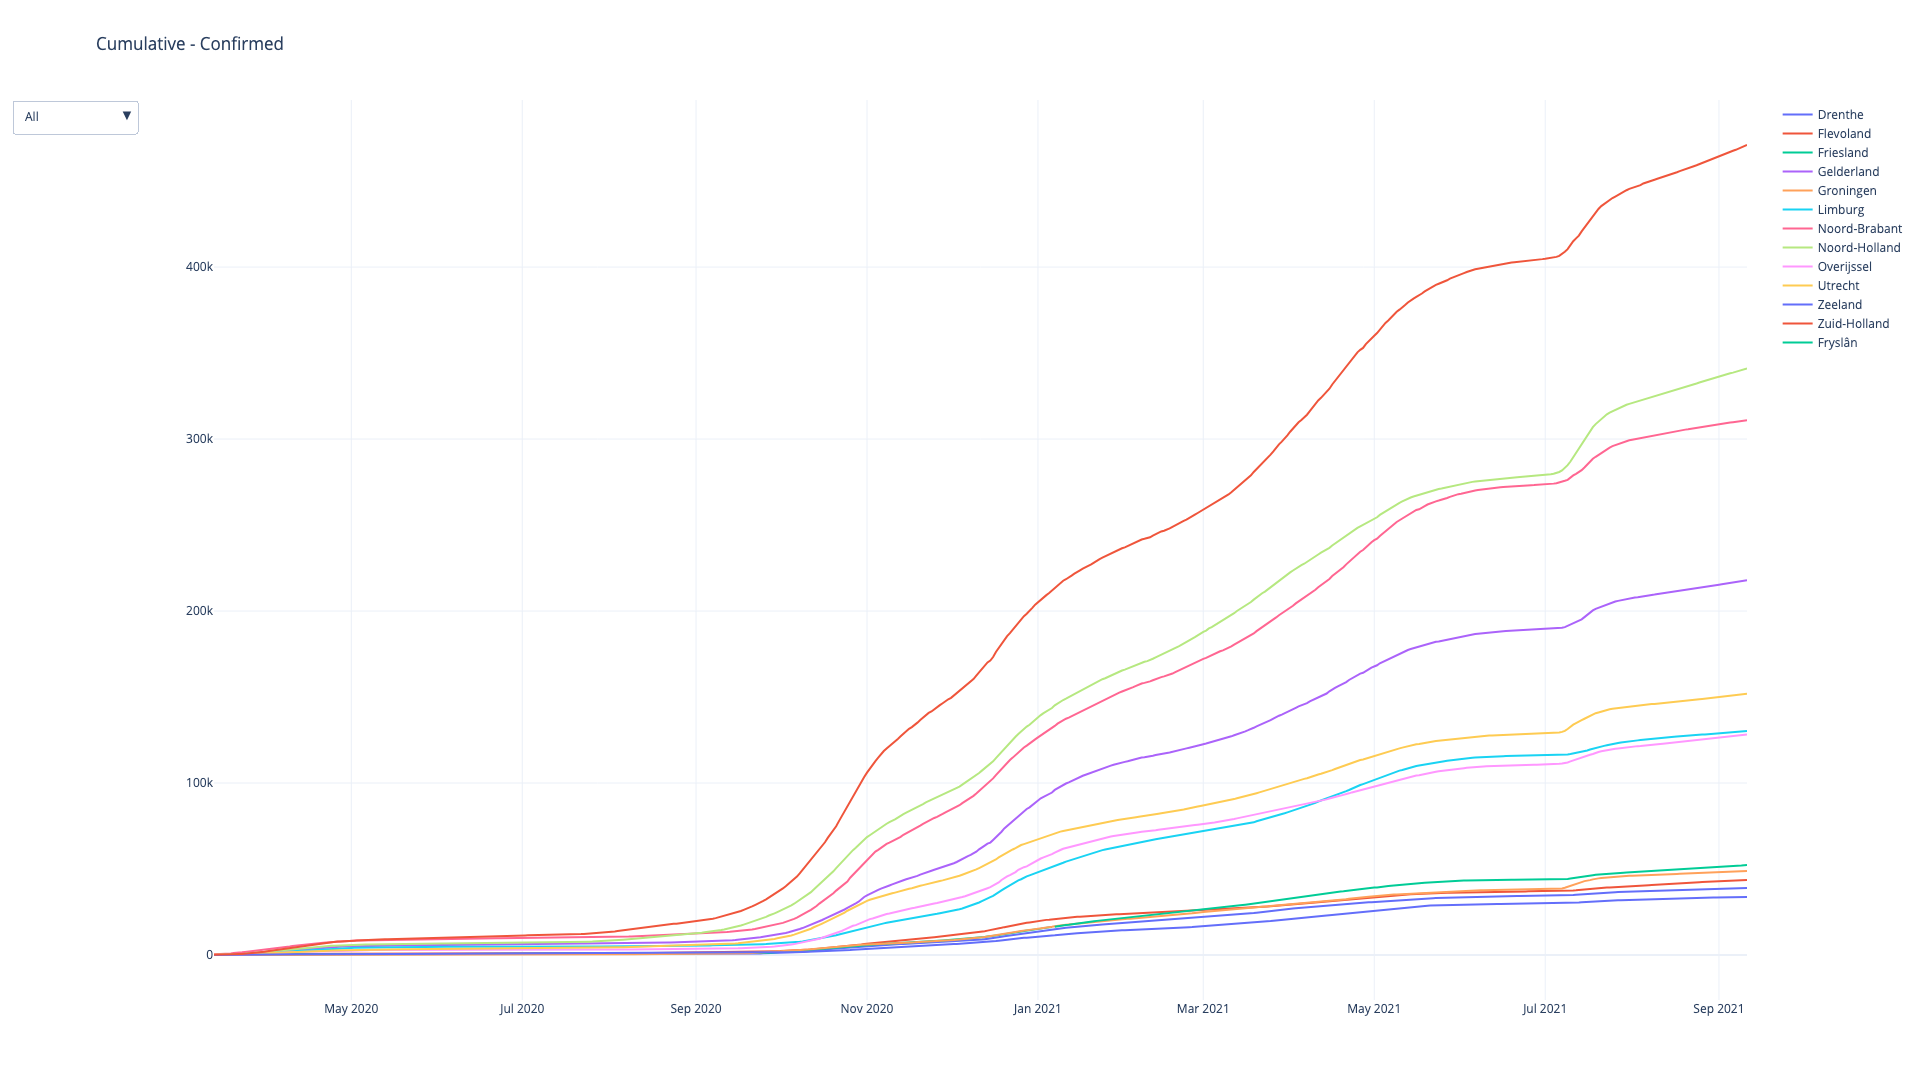 Cumulative - Confirmed
All ▼
Drenthe
Flevoland
Friesland
Gelderland
Groningen
Limburg
Noord-Brabant
Noord-Holland
Overijssel
Utrecht
Zeeland
Zuid-Holland
Fryslân
400k
300k
200k
100k
0
May 2020 Jul 2020 Sep 2020 Nov 2020 Jan 2021 Mar 2021 May 2021 Jul 2021 Sep 2021